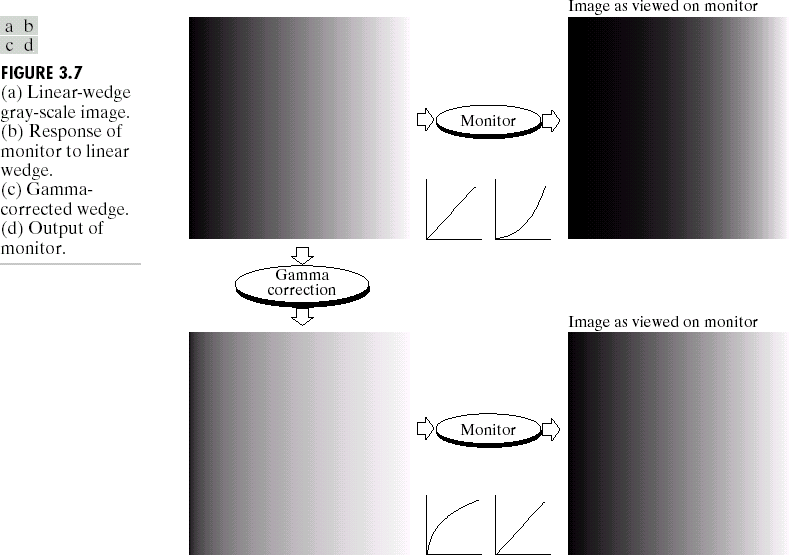 a b
c d
FIGURE 3.7
(a) Linear-wedge
gray-scale image.
(b) Response of
monitor to linear
wedge.
(c) Gamma-
corrected wedge.
(d) Output of
monitor.
Image as viewed on monitor
Monitor
Gamma
correction
Image as viewed on monitor
Monitor